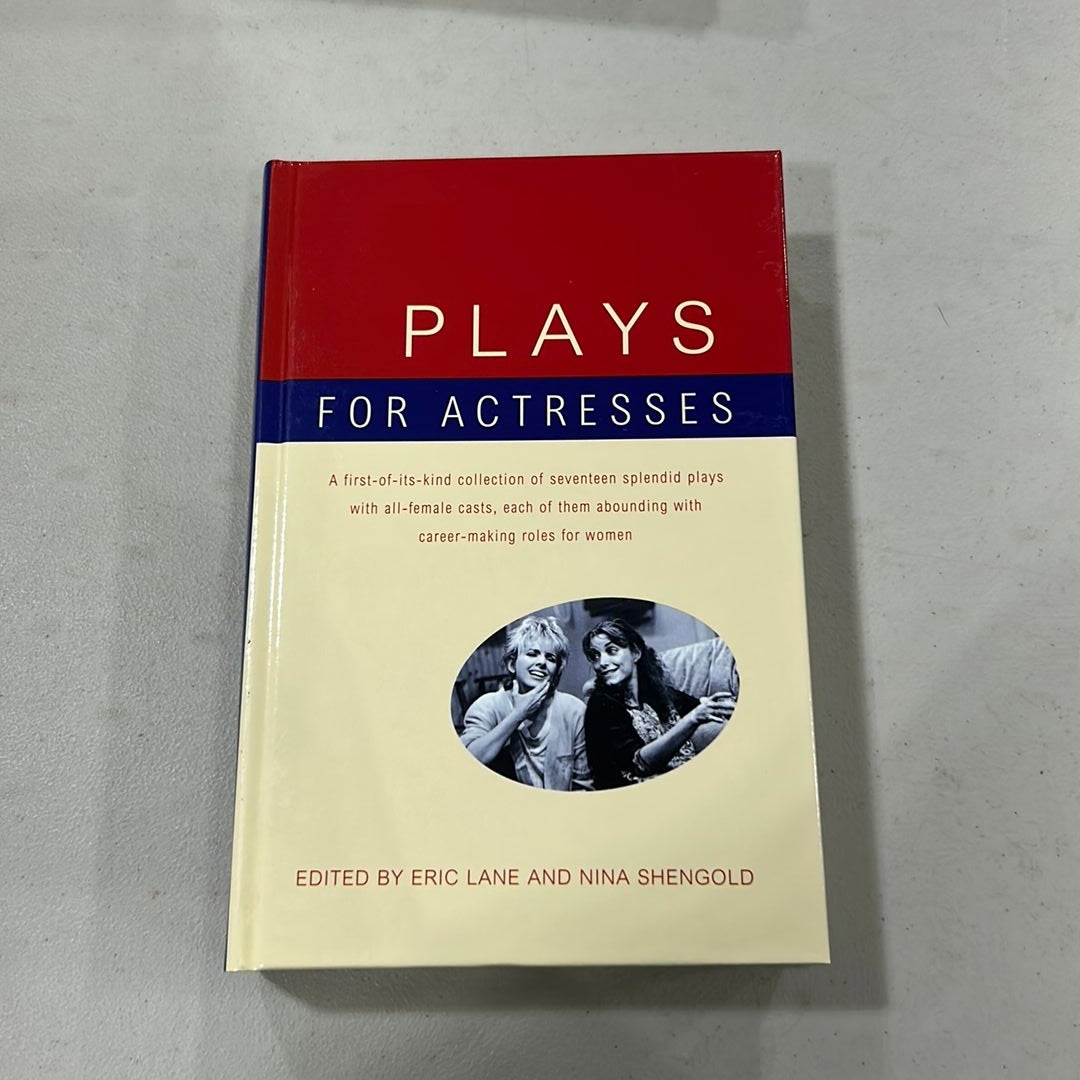 PLAYS
FOR ACTRESSES
A first-of-its-kind collection of seventeen splendid plays
with all-female casts, each of them abounding with
career-making roles for women
EDITED BY ERIC LANE AND NINA SHENGOLD